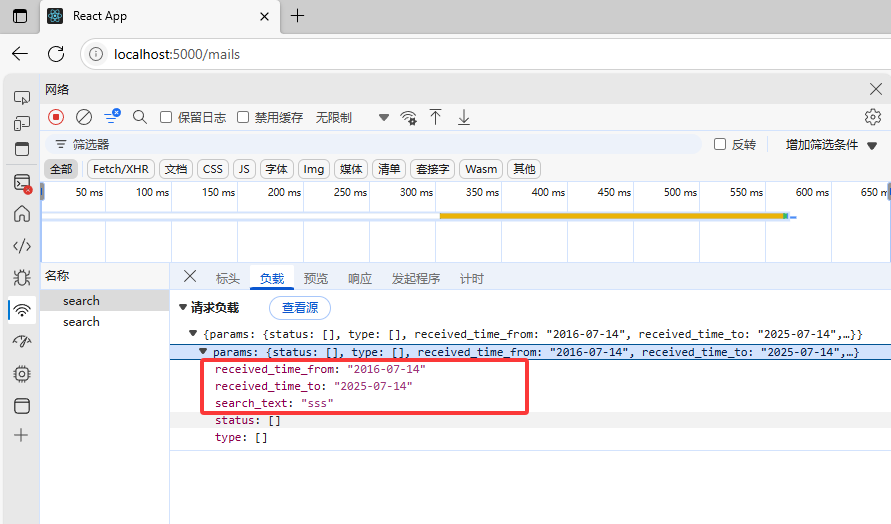 React App
localhost:5000/mails
网络
保留日志 禁用缓存 无限制
筛选器 反转 增加筛选条件
全部 Fetch/XHR 文档 CSS JS 字体 Img 媒体 清单 套接字 Wasm 其他
50 ms 100 ms 150 ms 200 ms 250 ms 300 ms 350 ms 400 ms 450 ms 500 ms 550 ms 600 ms 650 m
名称 标头 负载 预览 响应 发起程序 计时
search
search
请求负载 查看源
{params: {status: [], type: [], received_time_from: "2016-07-14", received_time_to: "2025-07-14",…}}
params: {status: [], type: [], received_time_from: "2016-07-14", received_time_to: "2025-07-14",…}
received_time_from: "2016-07-14"
received_time_to: "2025-07-14"
search_text: "sss"
status: []
type: []